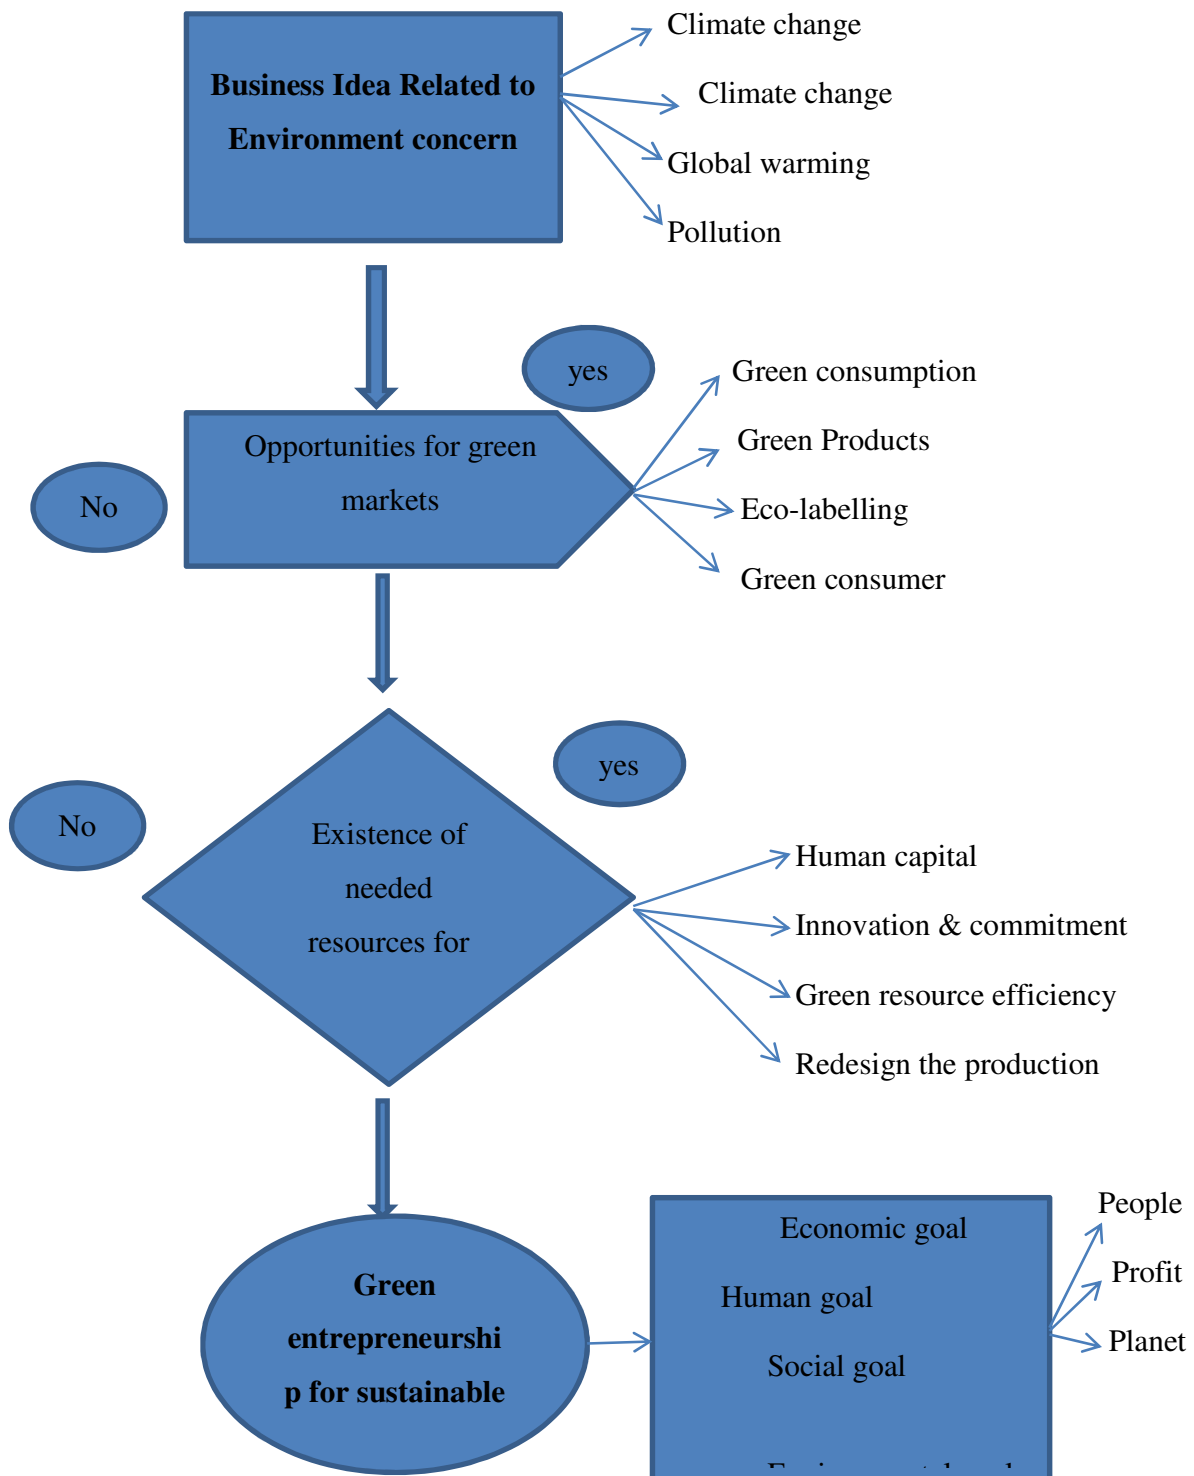 Climate change
Business Idea Related to
Environment concern
Climate change
Global warming
Pollution
yes
Green consumption
Opportunities for green
markets
Green Products
No
Eco-labelling
Green consumer
yes
No
Existence of
needed
resources for
Human capital
Innovation & commitment
Green resource efficiency
Redesign the production
Green
entrepreneurshi
p for sustainable
Economic goal
Human goal
Social goal
People
Profit
Planet